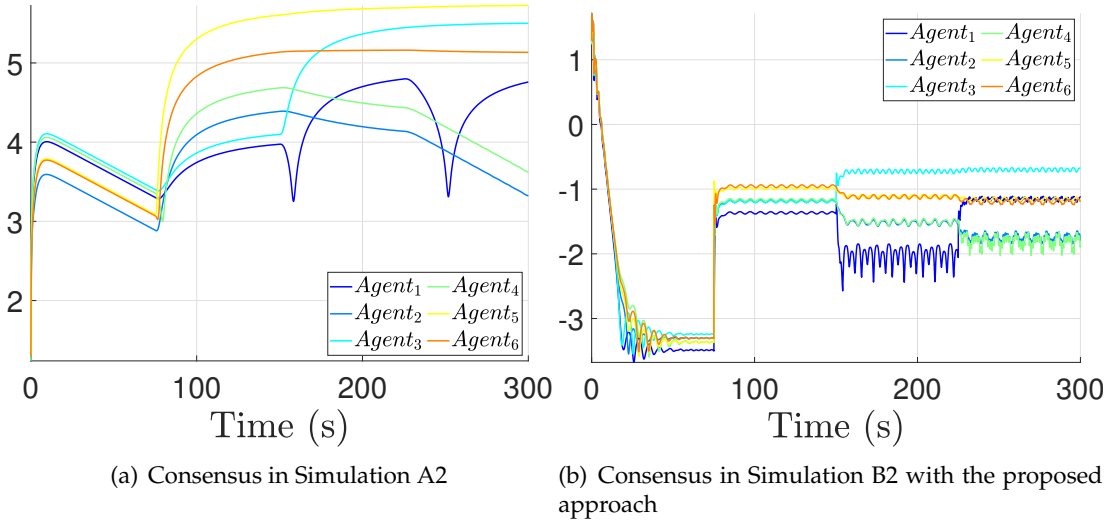 5
4
3
2
0
100
200
300
Time (s)
Agent1
Agent4
Agent2
Agent5
Agent3
Agent6
(a) Consensus in Simulation A2
0
-1
-2
-3
0
100
200
300
Time (s)
Agent1
Agent4
Agent2
Agent5
Agent3
Agent6
(b) Consensus in Simulation B2 with the proposed
approach